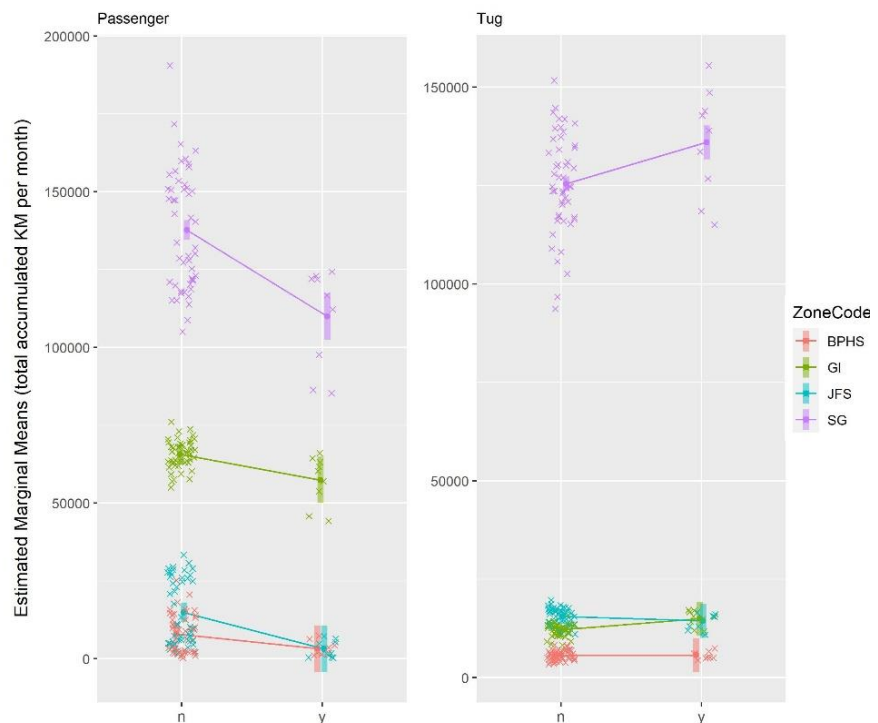 Passenger
Tug
Estimated Marginal Means (total accumulated KM per month)
200000
150000
100000
50000
0
n
y
150000
100000
50000
0
n
y
ZoneCode
BPHS
GI
JFS
SG